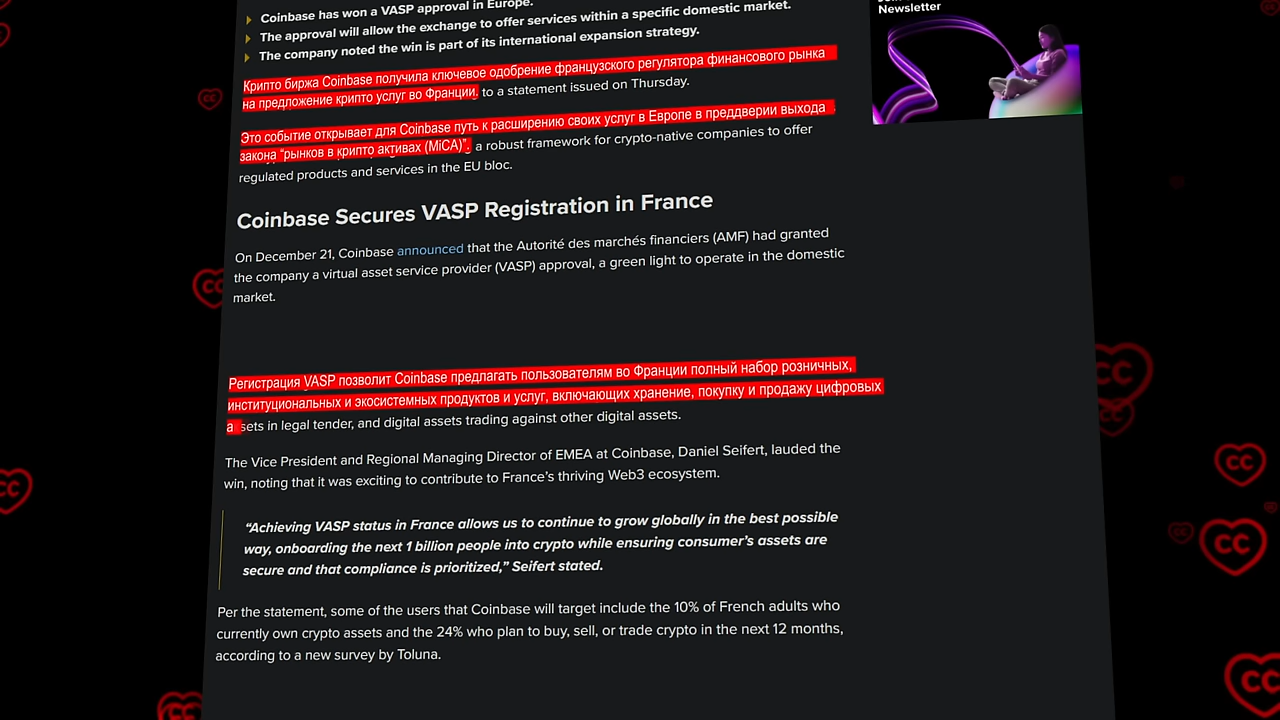 Coinbase has won a VASP approval in Europe.
The approval will allow the exchange to offer services within a specific domestic market.
The company noted the win is part of its international expansion strategy.
Newsletter
Крипто биржа Coinbase получила ключевое одобрение французского регулятора финансового рынка
на предложение крипто услуг во Франции. to a statement issued on Thursday.
Это событие открывает для Coinbase путь к расширению своих услуг в Европе в преддверии выхода
закона “рынков в крипто активах (MiCA)”. a robust framework for crypto-native companies to offer
regulated products and services in the EU bloc.
Coinbase Secures VASP Registration in France
On December 21, Coinbase announced that the Autorité des marchés financiers (AMF) had granted
the company a virtual asset service provider (VASP) approval, a green light to operate in the domestic
market.
Регистрация VASP позволит Coinbase предлагать пользователям во Франции полный набор розничных,
институциональных и экосистемных продуктов и услуг, включающих хранение, покупку и продажу цифровых
а sets in legal tender, and digital assets trading against other digital assets.
The Vice President and Regional Managing Director of EMEA at Coinbase, Daniel Seifert, lauded the
win, noting that it was exciting to contribute to France’s thriving Web3 ecosystem.
“Achieving VASP status in France allows us to continue to grow globally in the best possible
way, onboarding the next 1 billion people into crypto while ensuring consumer’s assets are
secure and that compliance is prioritized,” Seifert stated.
Per the statement, some of the users that Coinbase will target include the 10% of French adults who
currently own crypto assets and the 24% who plan to buy, sell, or trade crypto in the next 12 months,
according to a new survey by Toluna.
CC
CC
CC
CC
CC
CC
CC
CC
CC
CC